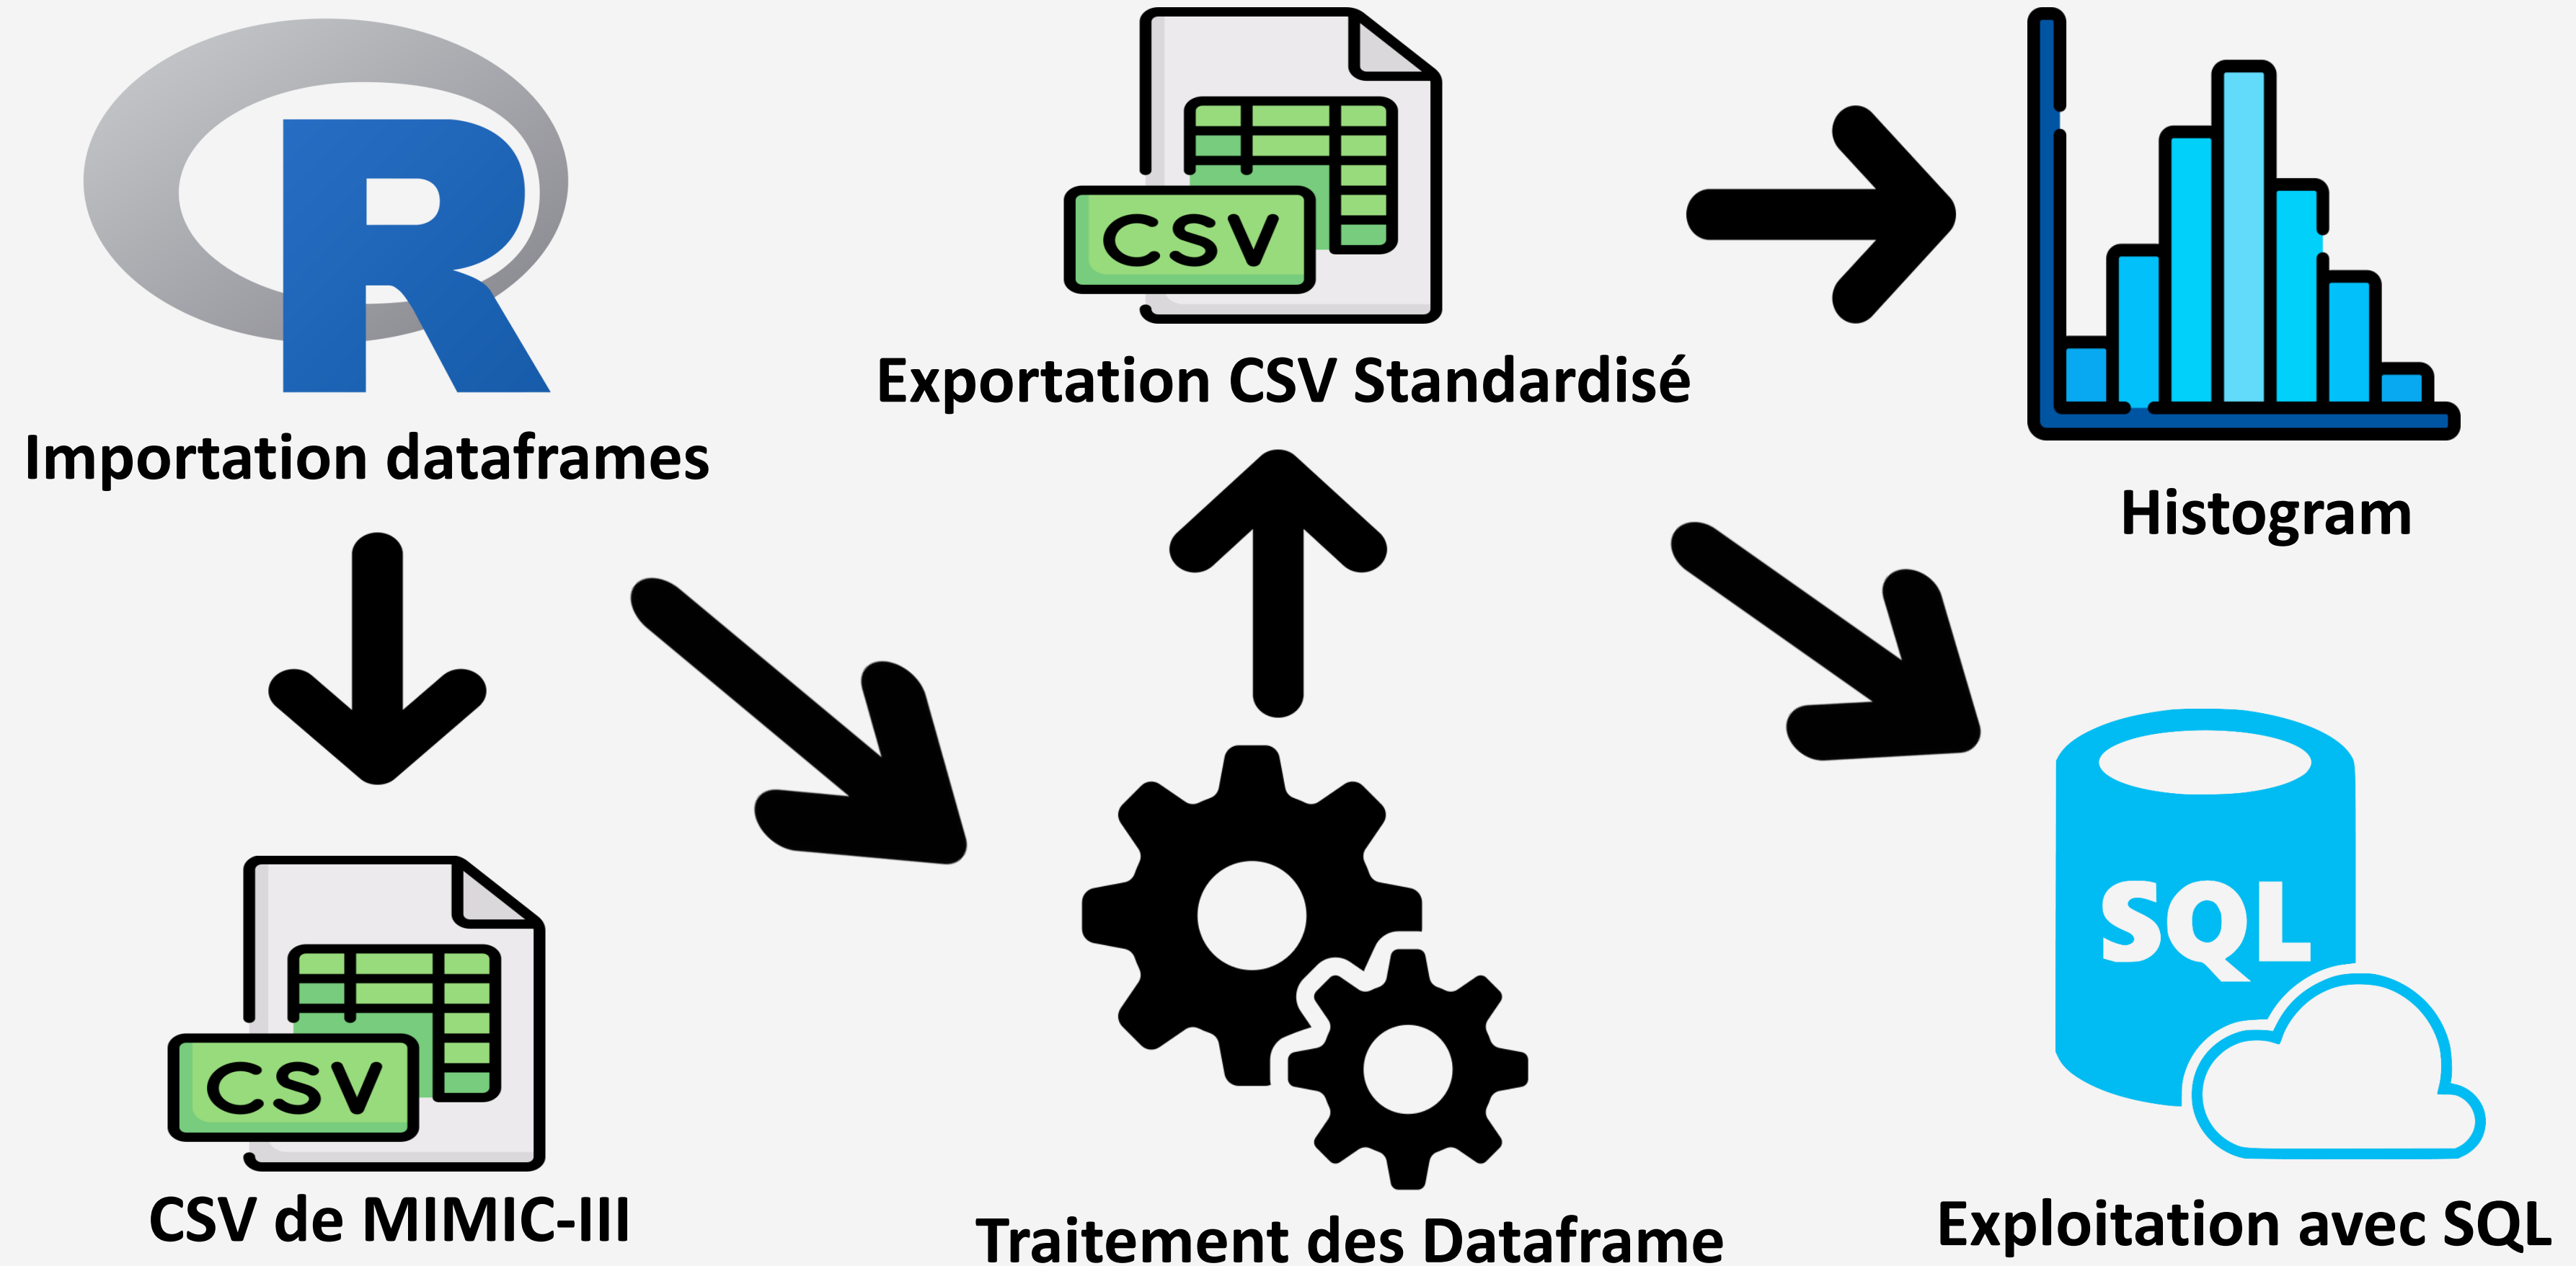 R
Importation dataframes
CSV
CSV de MIMIC-III
Traitement des Dataframe
CSV
Exportation CSV Standardisé
Histogram
SQL
Exploitation avec SQL